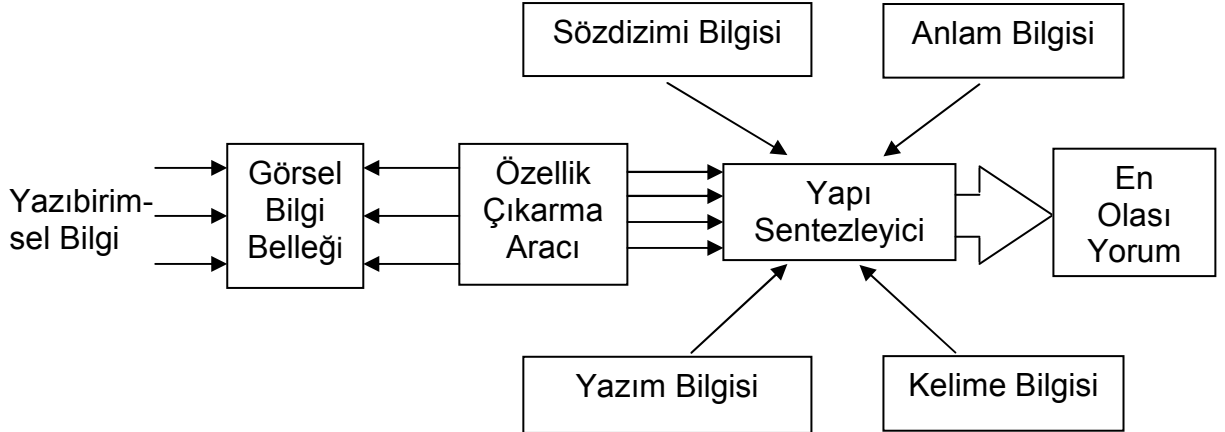 Sözdizimi Bilgisi
Anlam Bilgisi
Yazıbirim-
sel Bilgi
Görsel
Bilgi
Belleği
Özellik
Çıkarma
Aracı
Yapı
Sentezleyici
En
Olası
Yorum
Yazım Bilgisi
Kelime Bilgisi